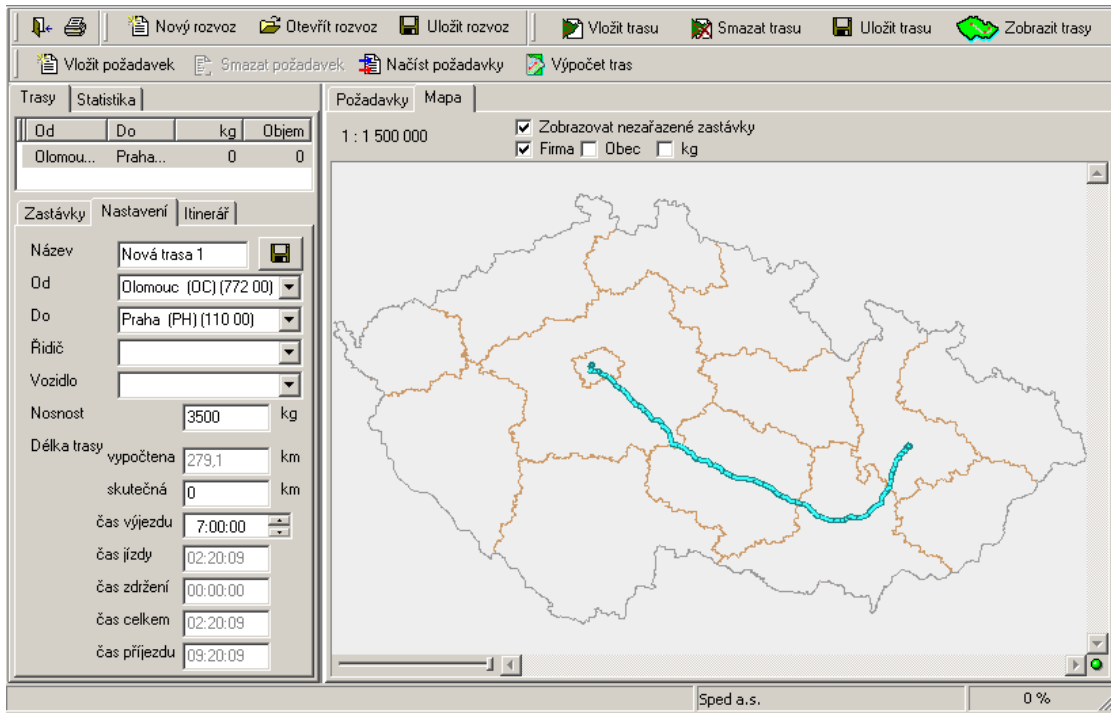 Nový rozvoz Otevřít rozvoz Uložit rozvoz Vložit trasu Smazat trasu Uložit trasu Zobrazit trasy
Vložit požadavek Smazat požadavek Načíst požadavky Výpočet tras
Trasy Statistika
Od Do kg Objem
Olomou... Praha... 0 0
Zastávky Nastavení Itinerář
Název Nová trasa 1
Od Olomouc (OC) (772 00)
Do Praha (PH) (110 00)
Řidič
Vozidlo
Nosnost 3500 kg
Délka trasy
vypočtena 279,1 km
skutečná 0 km
čas výjezdu 7:00:00
čas jízdy 02:20:09
čas zdržení 00:00:00
čas celkem 02:20:09
čas příjezdu 09:20:09
Požadavky Mapa
1 : 1 500 000
Zobrazovat nezařazené zastávky
Firma Obec kg
Sped a.s. 0 %